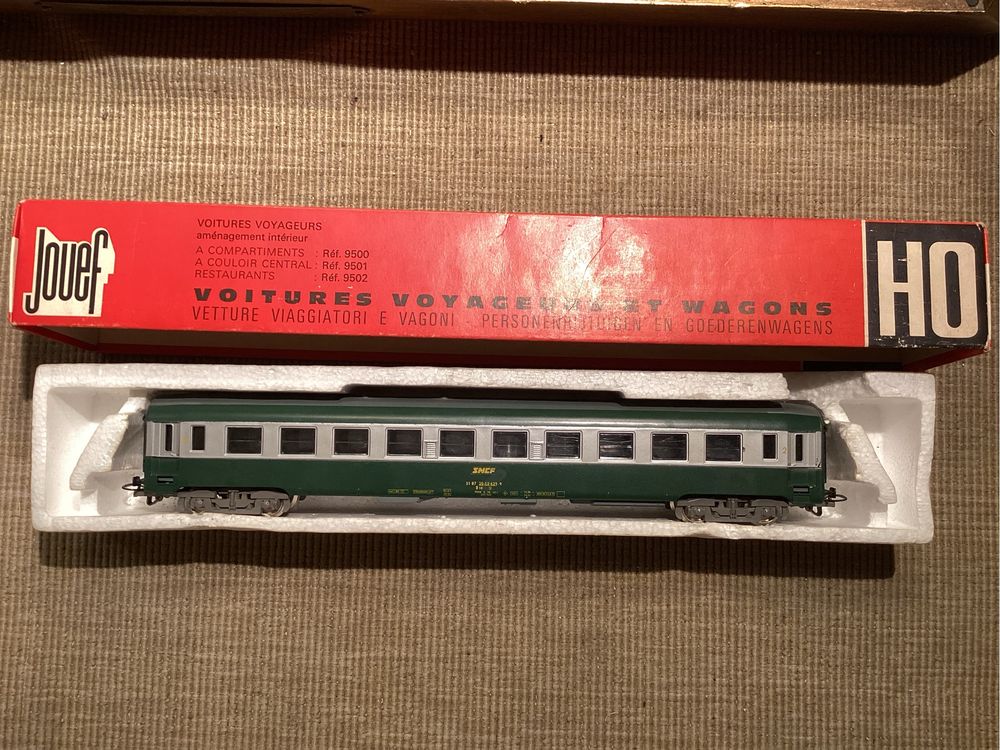 Jouef
VOITURES VOYAGEURS
aménagement intérieur
A COMPARTIMENTS : Réf. 9500
A COULOIR CENTRAL : Réf. 9501
RESTAURANTS : Réf. 9502
VOITURES VOYAGEURS ET WAGONS
VETTURE VIAGGIATORI E VAGONI - PERSONENRIJTUIGEN EN GOEDERENWAGENS
HO
SNCF